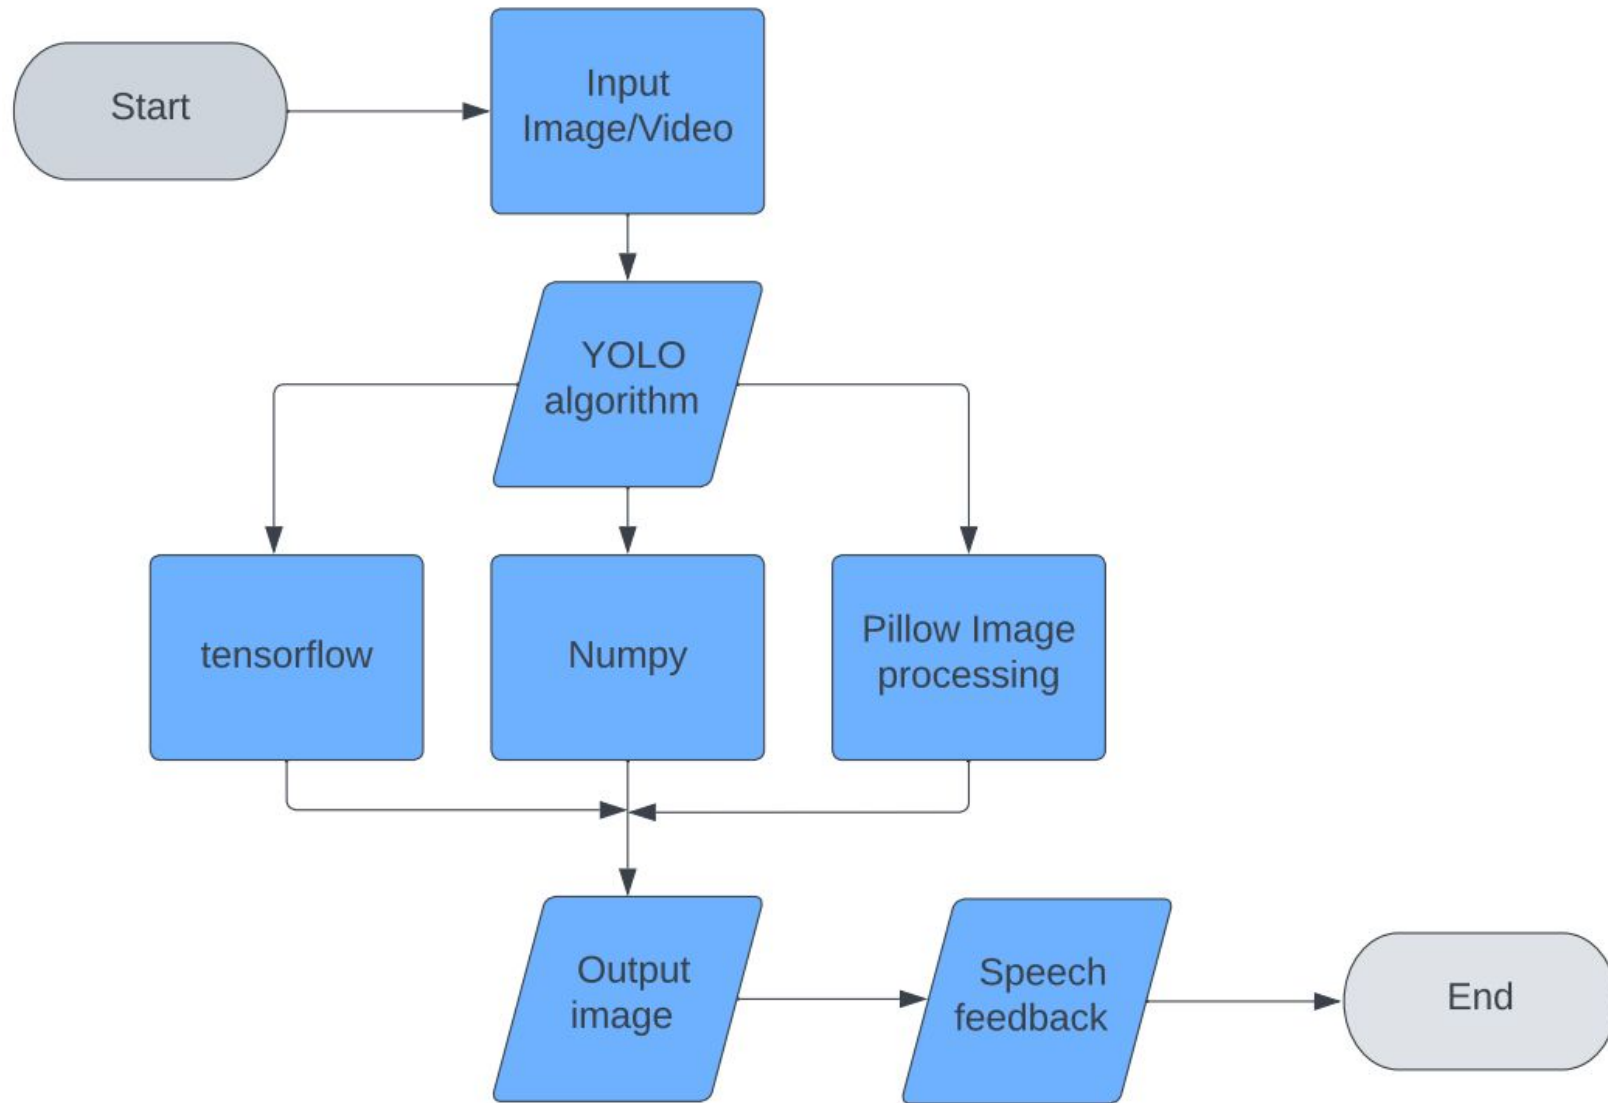 Start
Input
Image/Video
YOLO
algorithm
tensorflow
Numpy
Pillow Image
processing
Output
image
Speech
feedback
End